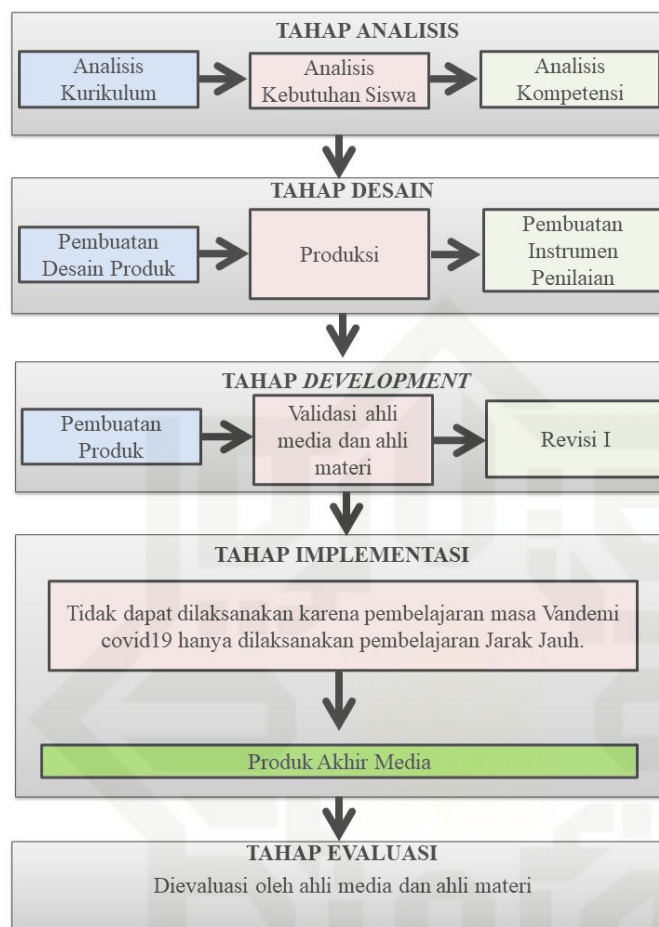 TAHAP ANALISIS
Analisis
Kurikulum
Analisis
Kebutuhan Siswa
Analisis
Kompetensi
TAHAP DESAIN
Pembuatan
Desain Produk
Produksi
Pembuatan
Instrumen
Penilaian
TAHAP DEVELOPMENT
Pembuatan
Produk
Validasi ahli
media dan ahli
materi
Revisi I
TAHAP IMPLEMENTASI
Tidak dapat dilaksanakan karena pembelajaran masa Vandemi
covid19 hanya dilaksanakan pembelajaran Jarak Jauh.
Produk Akhir Media
TAHAP EVALUASI
Dievaluasi oleh ahli media dan ahli materi